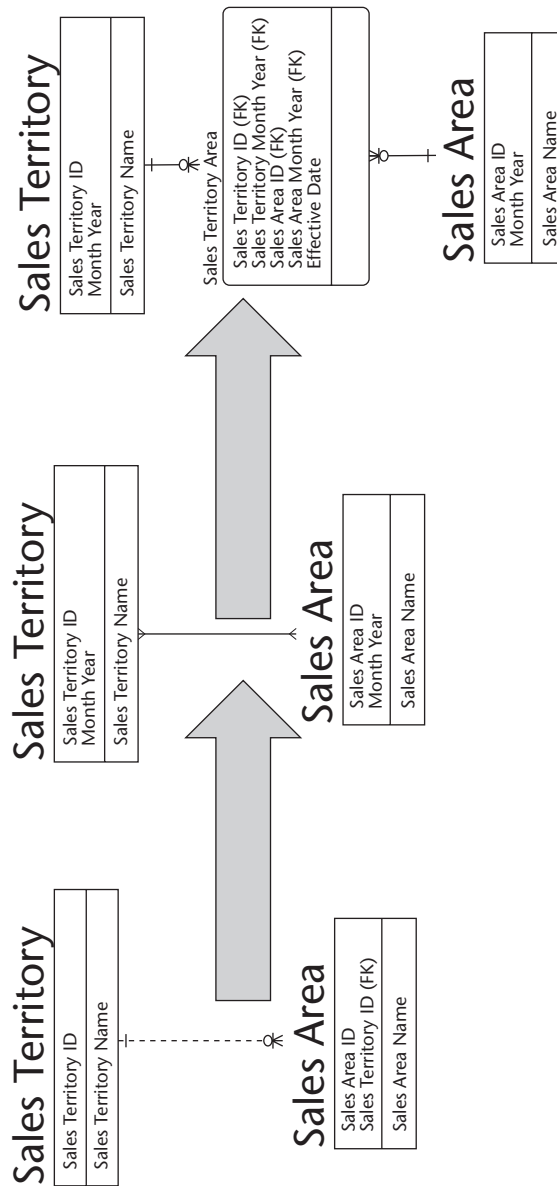 Sales Territory
Sales Territory ID
Sales Territory Name
Sales Area
Sales Area ID
Sales Territory ID (FK)
Sales Area Name
Sales Territory
Sales Territory ID
Month Year
Sales Territory Name
Sales Area
Sales Area ID
Month Year
Sales Area Name
Sales Territory
Sales Territory ID
Month Year
Sales Territory Name
Sales Territory Area
Sales Territory ID (FK)
Sales Territory Month Year (FK)
Sales Area ID (FK)
Sales Area Month Year (FK)
Effective Date
Sales Area
Sales Area ID
Month Year
Sales Area Name